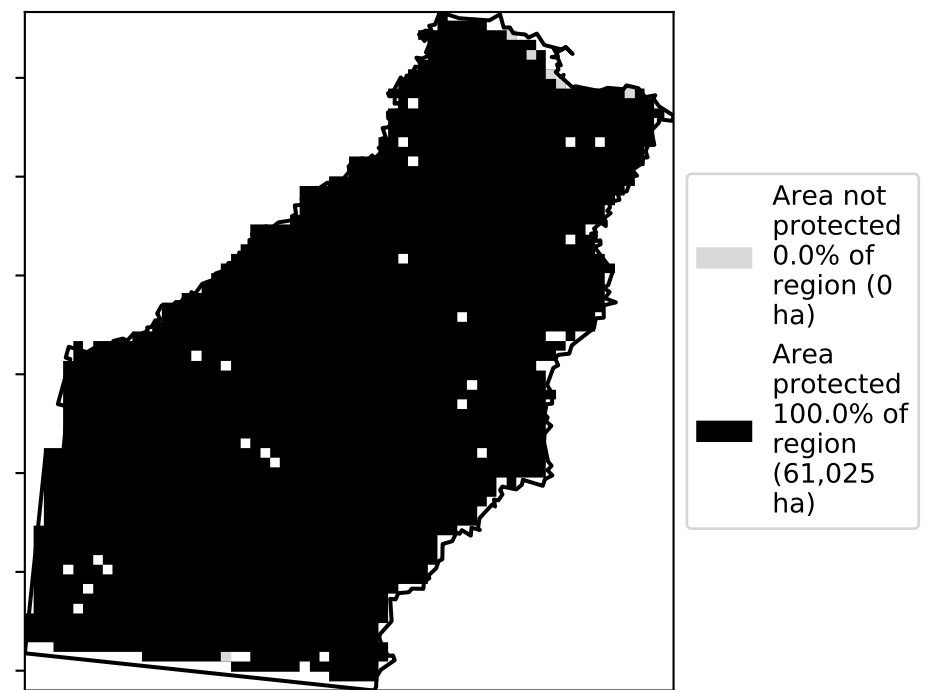 Area not
protected
0.0% of
region (0
ha)
Area
protected
100.0% of
region
(61,025
ha)